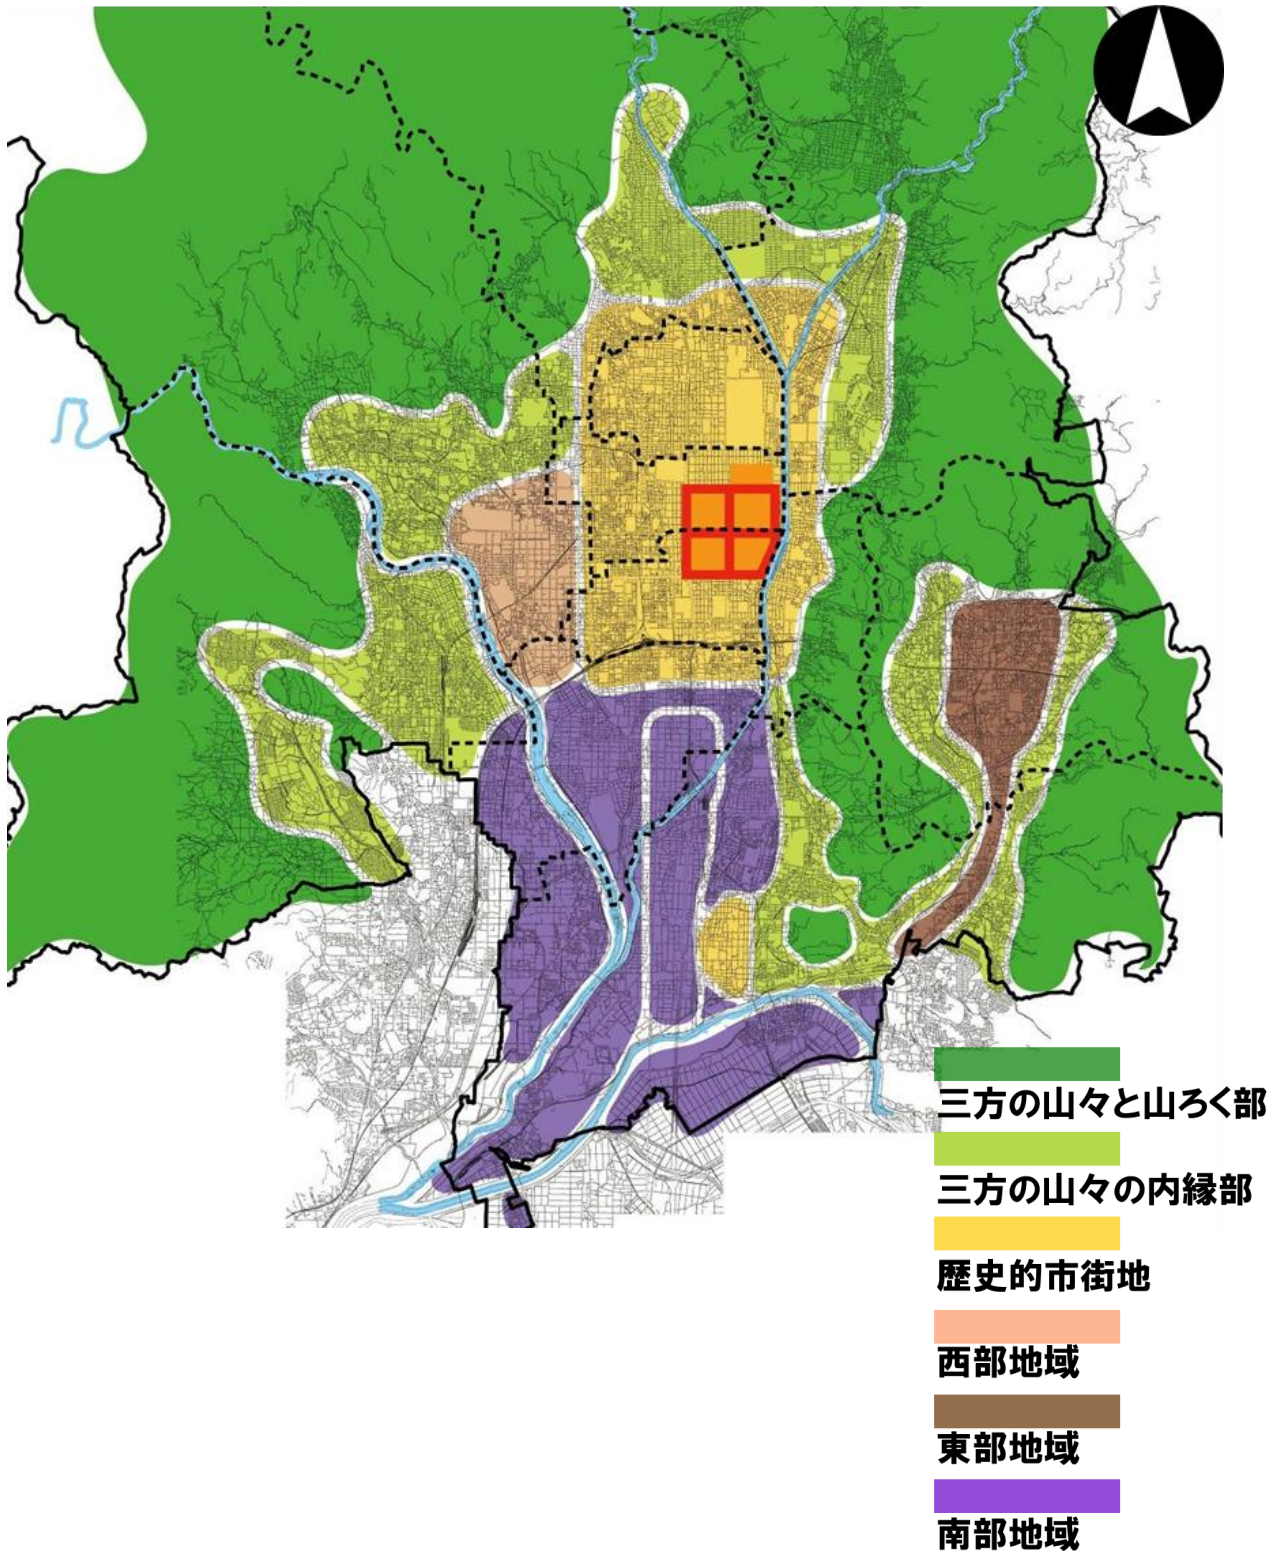 三方の山々と山ろく部
三方の山々の内縁部
歴史的市街地
西部地域
東部地域
南部地域